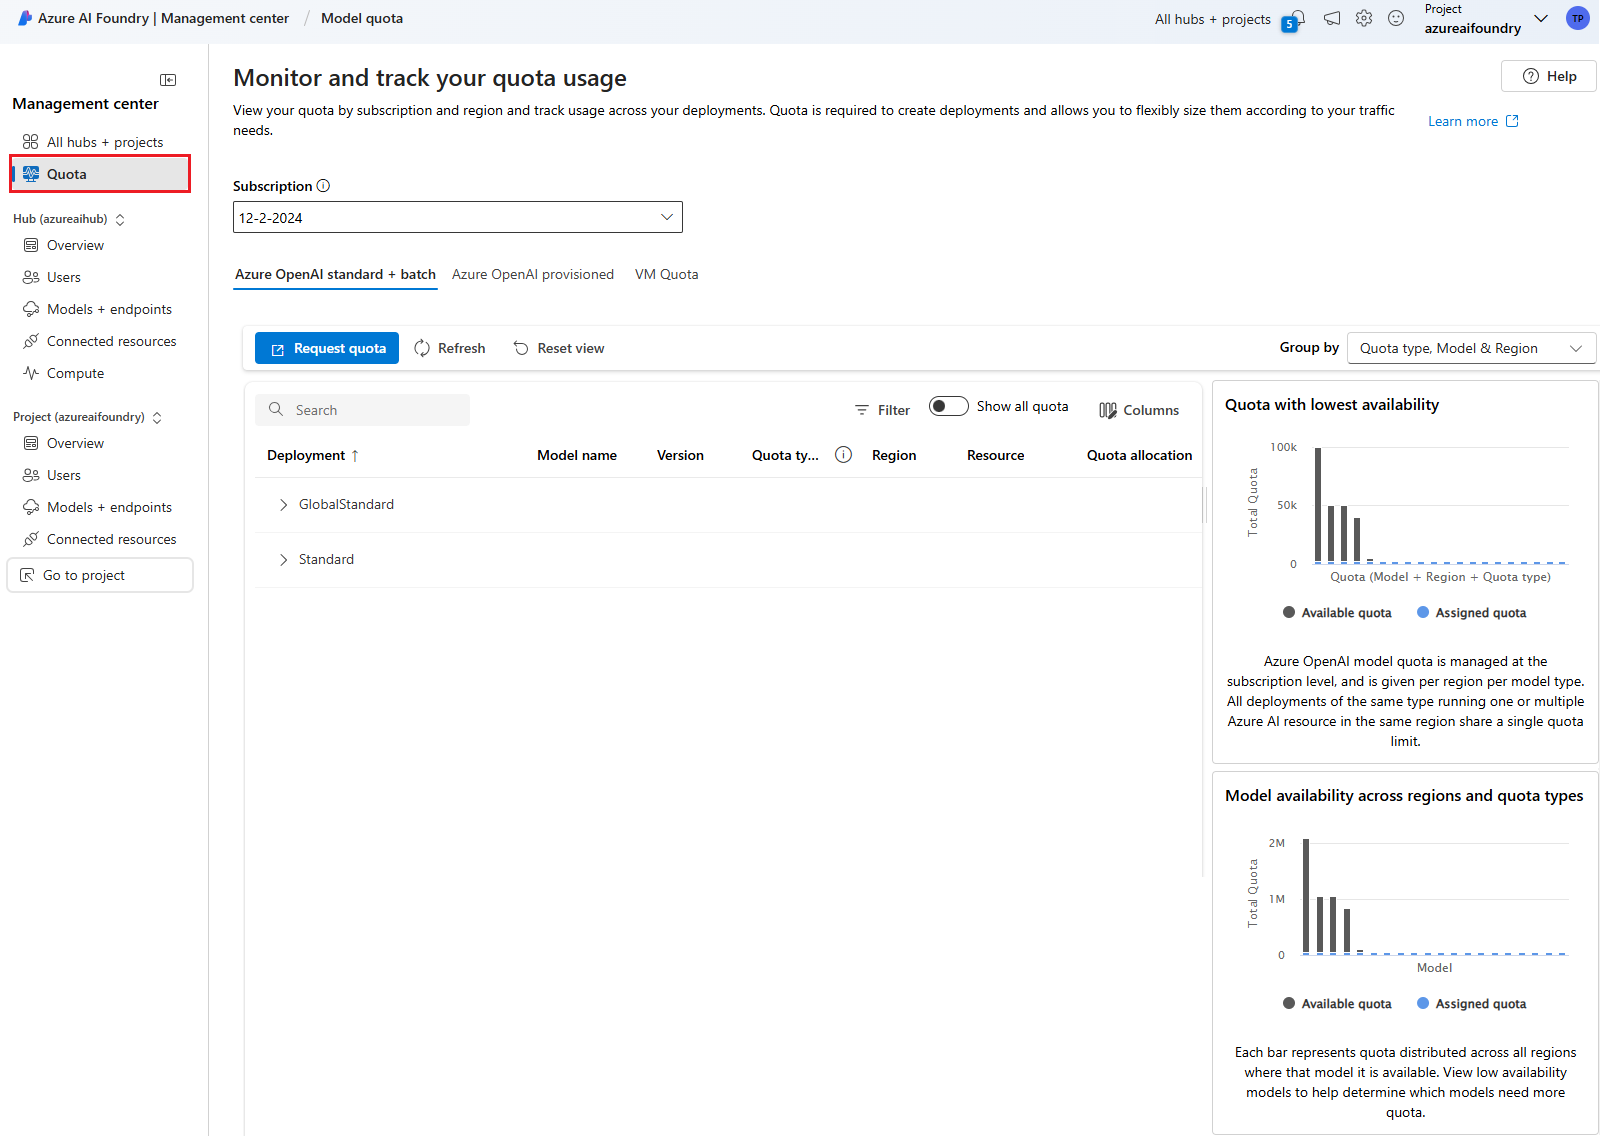 Azure AI Foundry | Management center / Model quota
All hubs + projects
5
Project
azureaifoundry
TP
Management center
All hubs + projects
Quota
Hub (azureaihub)
Overview
Users
Models + endpoints
Connected resources
Compute
Project (azureaifoundry)
Overview
Users
Models + endpoints
Connected resources
Go to project
Monitor and track your quota usage
Help
View your quota by subscription and region and track usage across your deployments. Quota is required to create deployments and allows you to flexibly size them according to your traffic
needs.
Learn more
Subscription
12-2-2024
Azure OpenAI standard + batch
Azure OpenAI provisioned
VM Quota
Request quota
Refresh
Reset view
Group by
Quota type, Model & Region
Search
Filter
Show all quota
Columns
Deployment ↑
Model name
Version
Quota ty...
Region
Resource
Quota allocation
GlobalStandard
Standard
Quota with lowest availability
Total Quota
100k
50k
0
Quota (Model + Region + Quota type)
Available quota
Assigned quota
Azure OpenAI model quota is managed at the
subscription level, and is given per region per model type.
All deployments of the same type running one or multiple
Azure AI resource in the same region share a single quota
limit.
Model availability across regions and quota types
Total Quota
2M
1M
0
Model
Available quota
Assigned quota
Each bar represents quota distributed across all regions
where that model it is available. View low availability
models to help determine which models need more
quota.